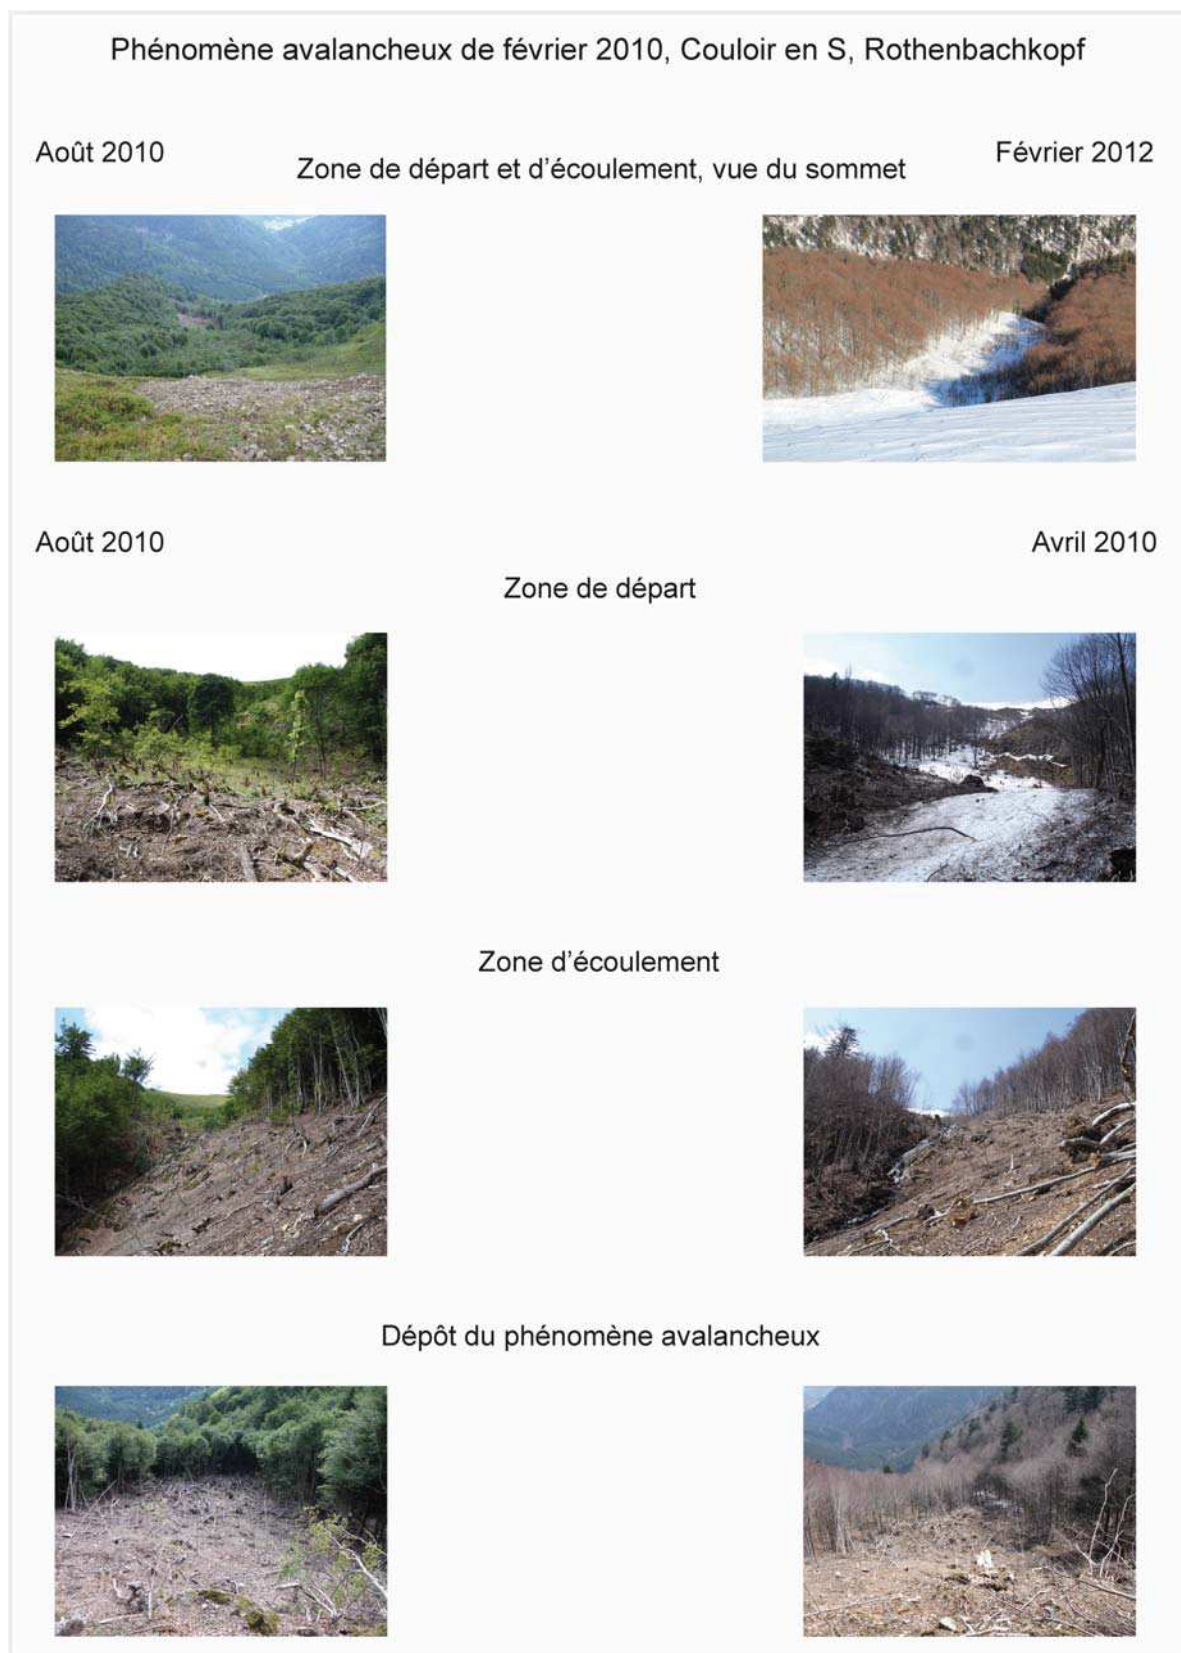 Phénomène avalancheux de février 2010, Couloir en S, Rothenbachkopf
Août 2010
Février 2012
Zone de départ et d'écoulement, vue du sommet
Août 2010
Avril 2010
Zone de départ
Zone d'écoulement
Dépôt du phénomène avalancheux